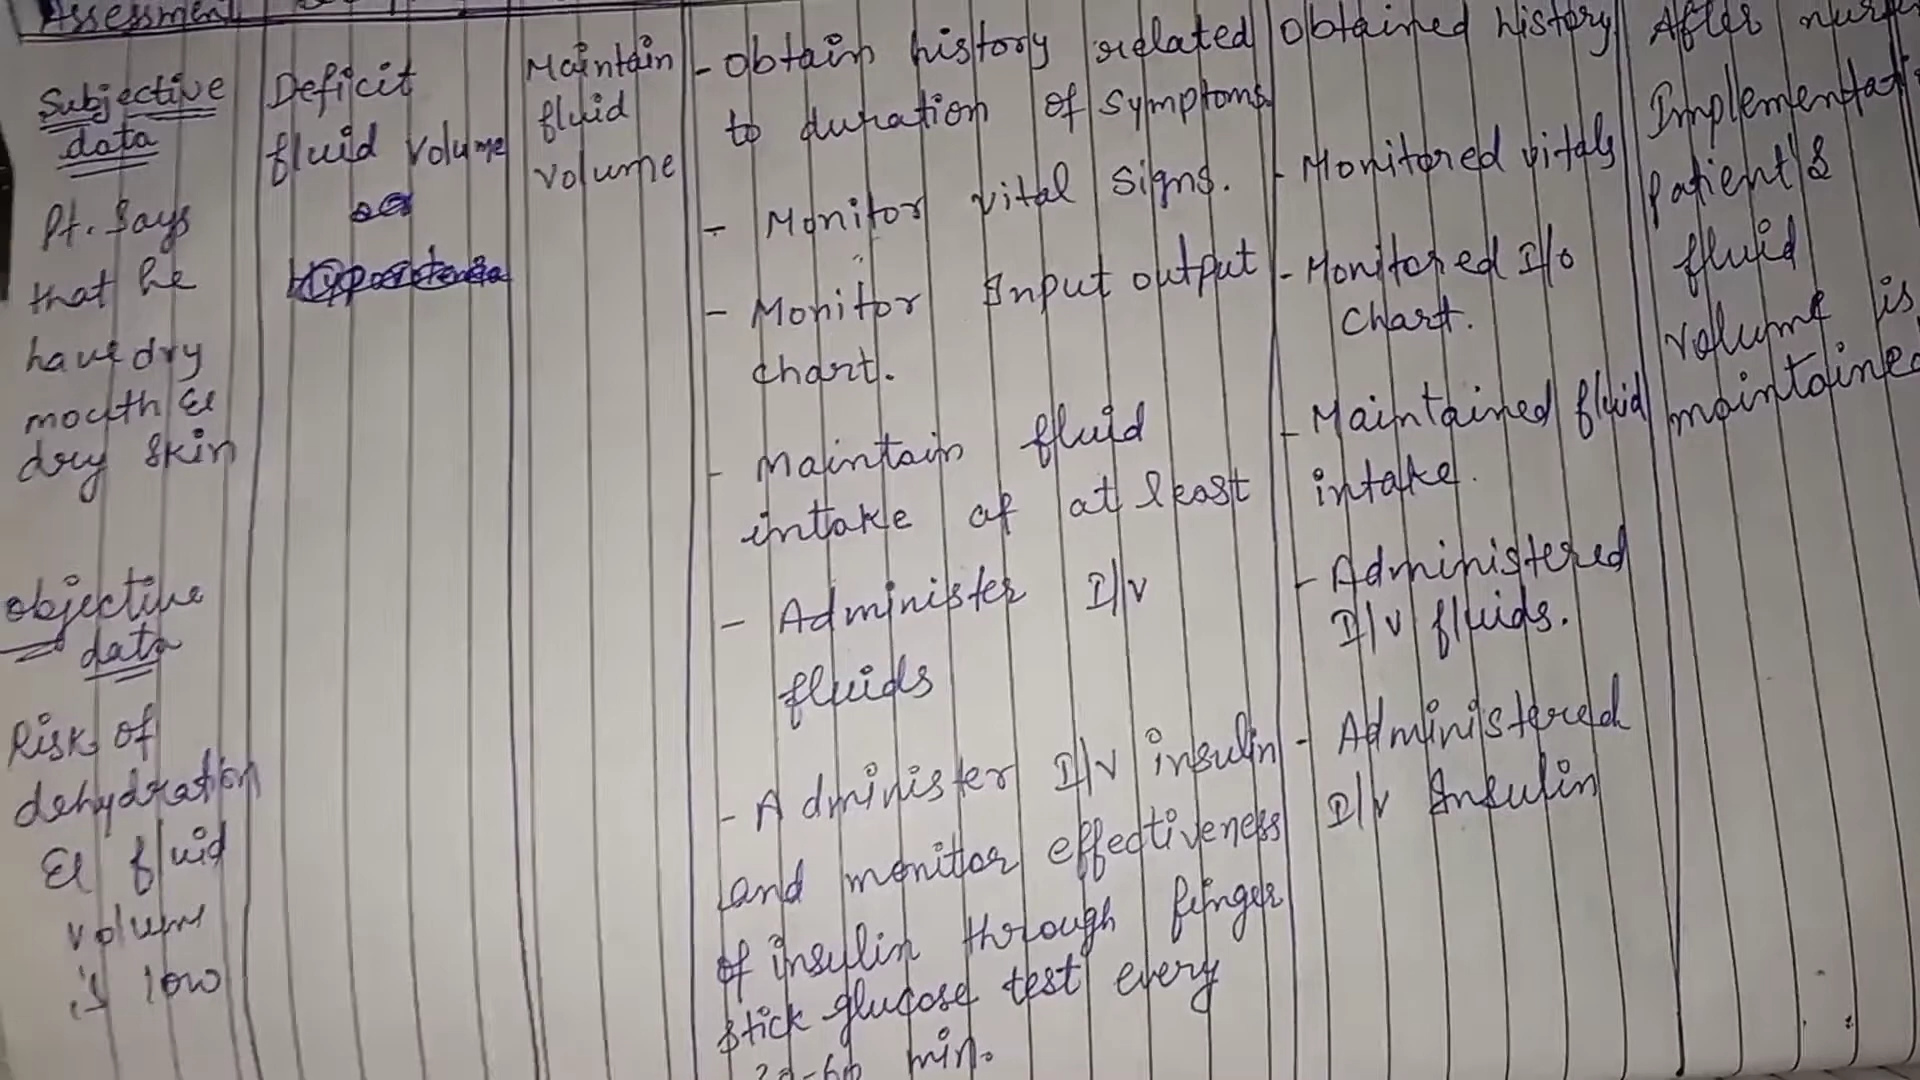 Assessment
Subjective
data
Pt. says
that he
have dry
mouth &
dry skin
Objective
data
Risk of
dehydration
& fluid
volum
is low
Deficit
fluid volume
Maintain
fluid
volume
- Obtain history related
to duration of symptoms.
- Monitor vital signs.
- Monitor Input output
chart.
- Maintain fluid
intake of at least
- Administer I/V
fluids
- Administer I/V insulin
and monitor effectiveness
of insulin through finger
stick glucose test every
min.
Obtained history
- Monitored vitals
- Monitored I/O
chart.
- Maintained fluid
intake.
- Administered
I/V fluids.
- Administered
I/V Insulin
After
Patient's
fluid
volume is